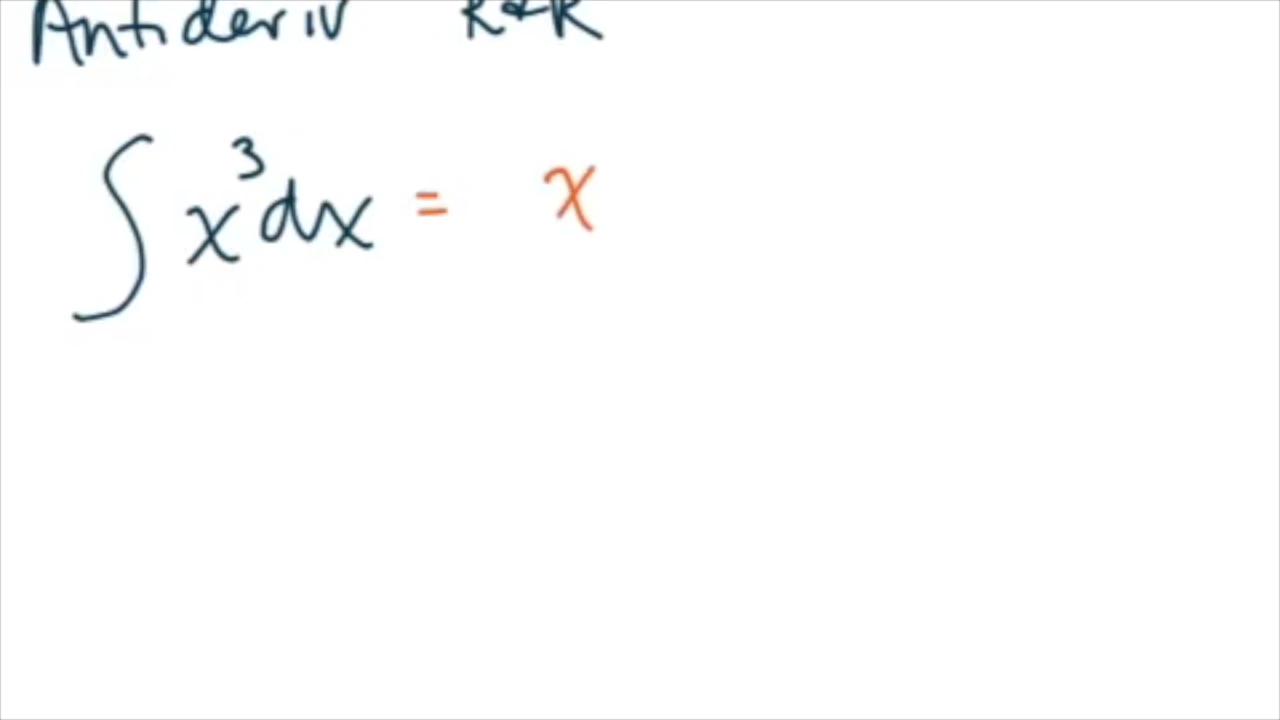 Antideriv R&R
∫ x³dx = x